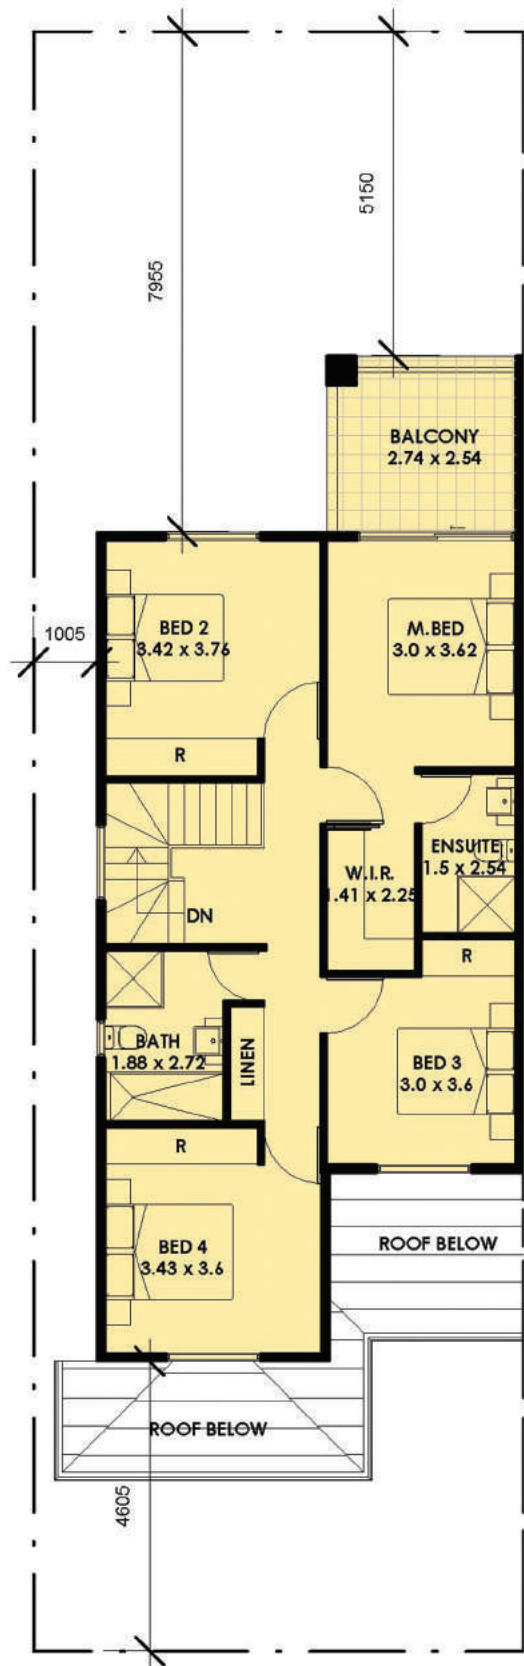 5150
7955
BALCONY
2.74 x 2.54
1005
BED 2
3.42 x 3.76
M.BED
3.0 x 3.62
R
ENSUITE
1.5 x 2.54
W.I.R.
1.41 x 2.25
DN
R
BATH
1.88 x 2.72
LINEN
BED 3
3.0 x 3.6
R
BED 4
3.43 x 3.6
ROOF BELOW
ROOF BELOW
4605